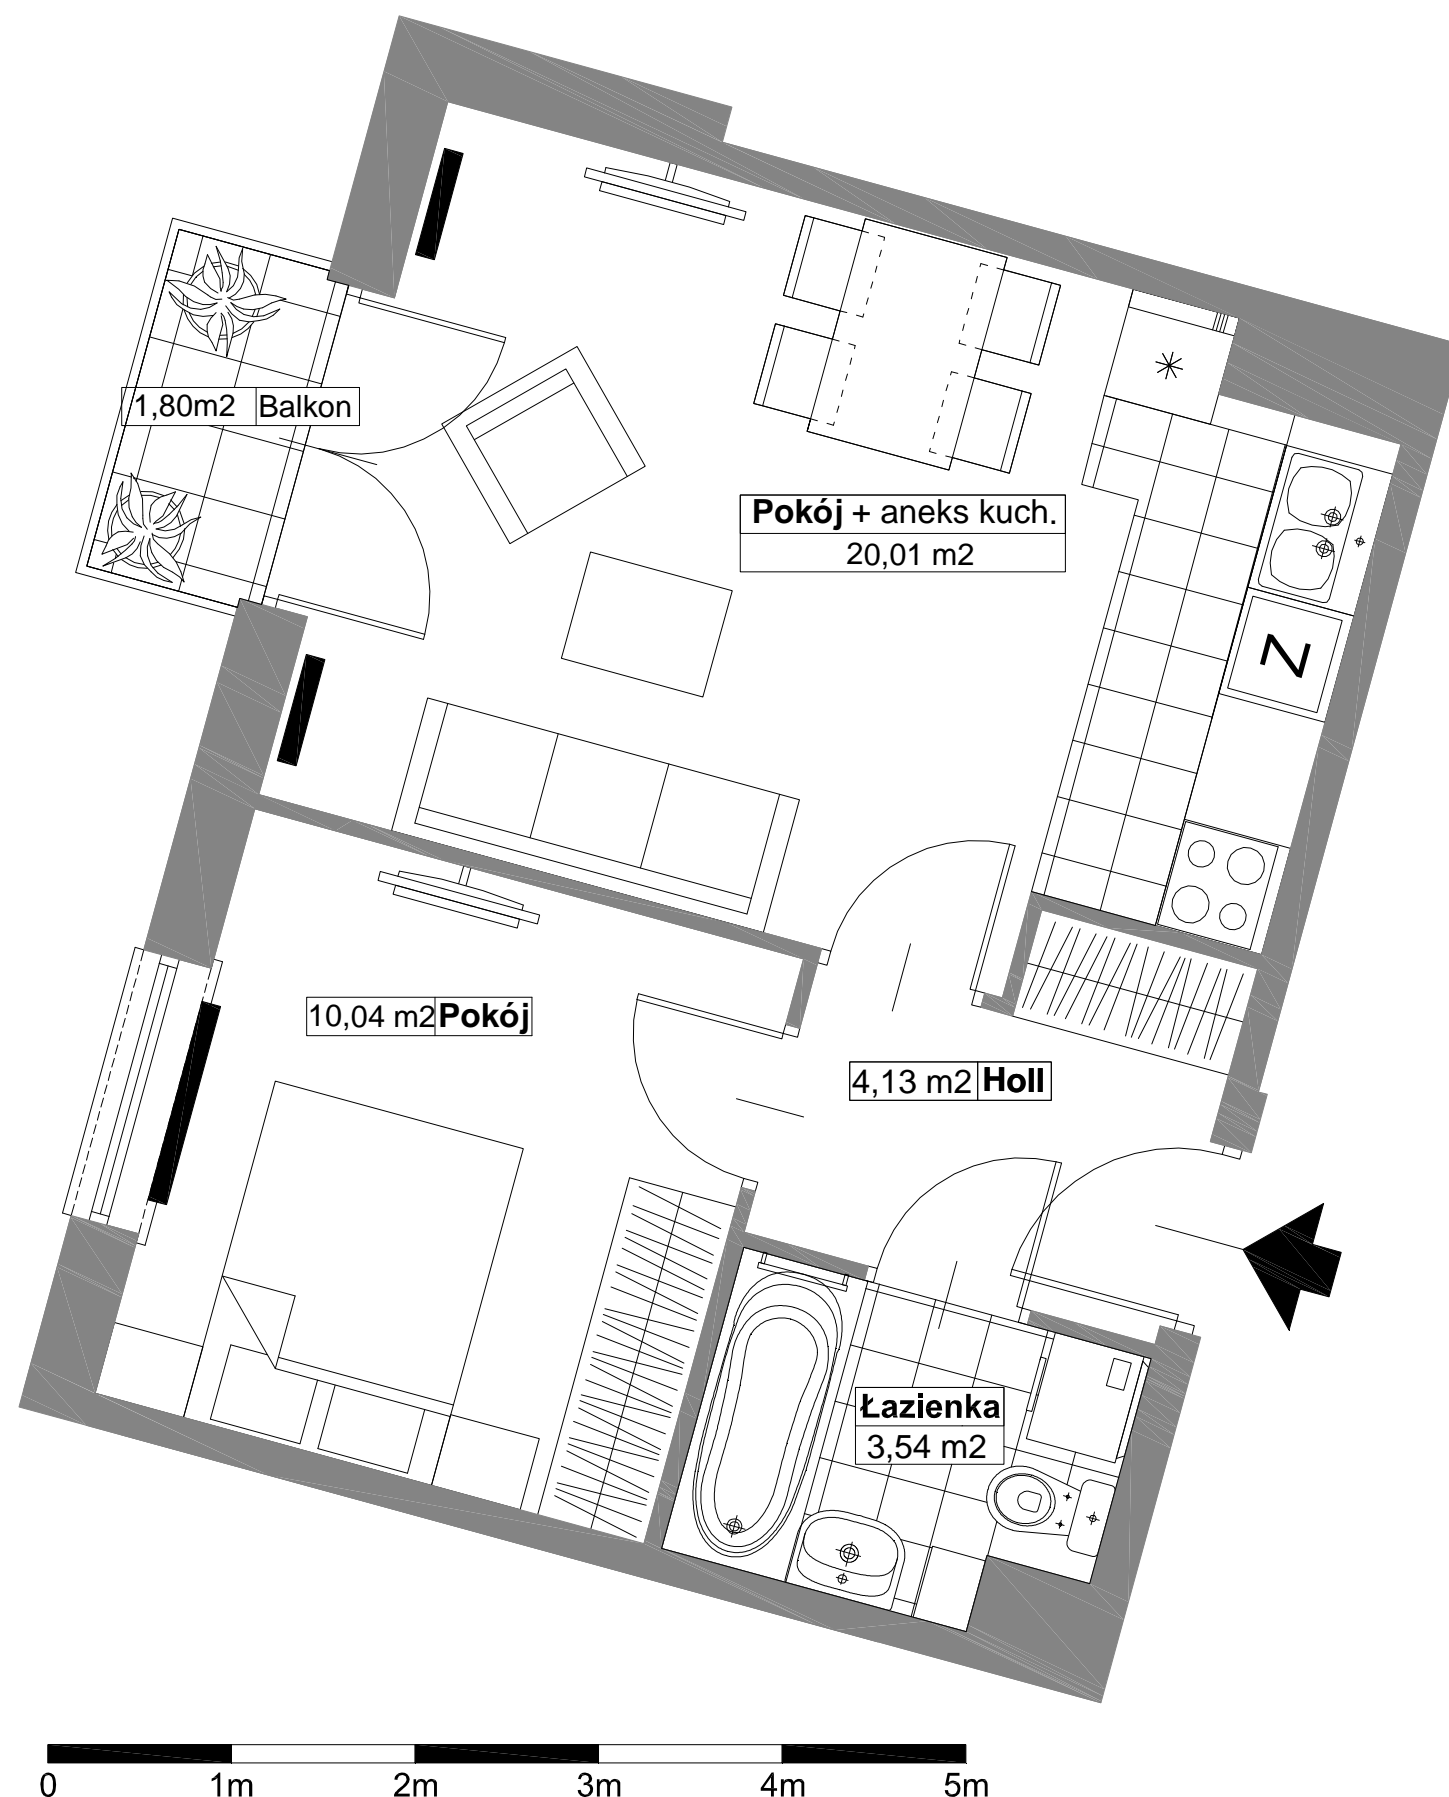 1,80m2 Balkon
Pokój + aneks kuch.
20,01 m2
Z
10,04 m2 Pokój
4,13 m2 Holl
Łazienka
3,54 m2
0 1m 2m 3m 4m 5m